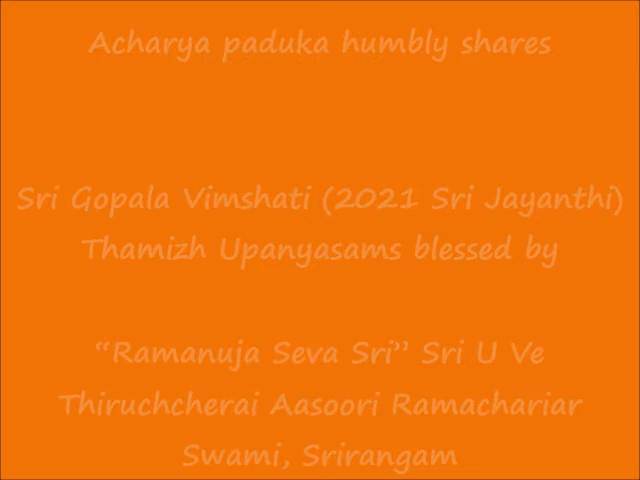 Acharya paduka humbly shares
Sri Gopala Vimshati (2021 Sri Jayanthi)
Thamizh Upanyasams blessed by
“Ramanuja Seva Sri” Sri U Ve
Thiruchcherai Aasoori Ramachariar
Swami, Srirangam